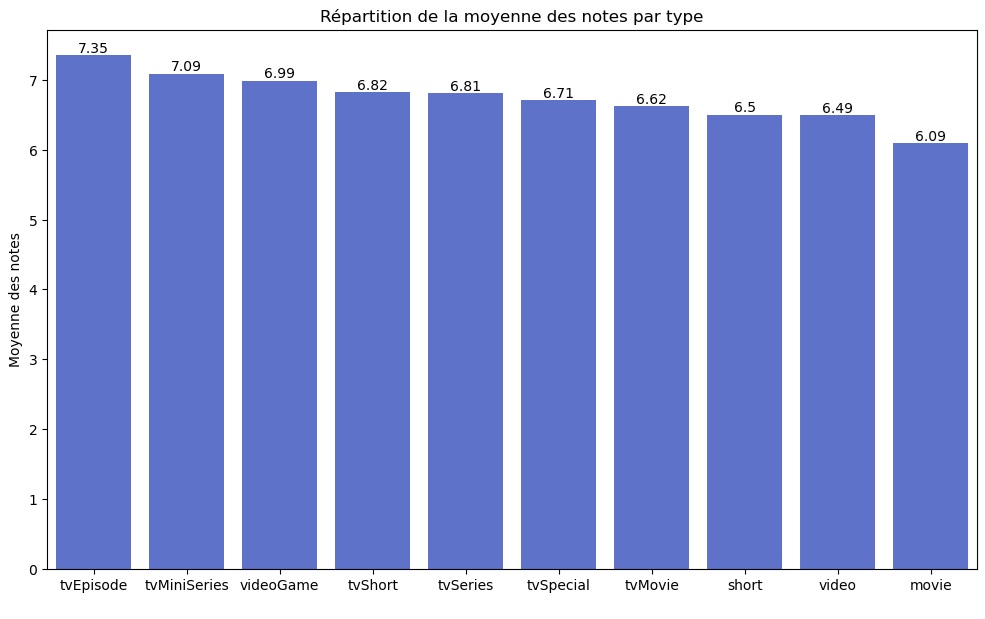 Répartition de la moyenne des notes par type
Moyenne des notes
7
6
5
4
3
2
1
0
7.35
7.09
6.99
6.82
6.81
6.71
6.62
6.5
6.49
6.09
tvEpisode
tvMiniSeries
videoGame
tvShort
tvSeries
tvSpecial
tvMovie
short
video
movie